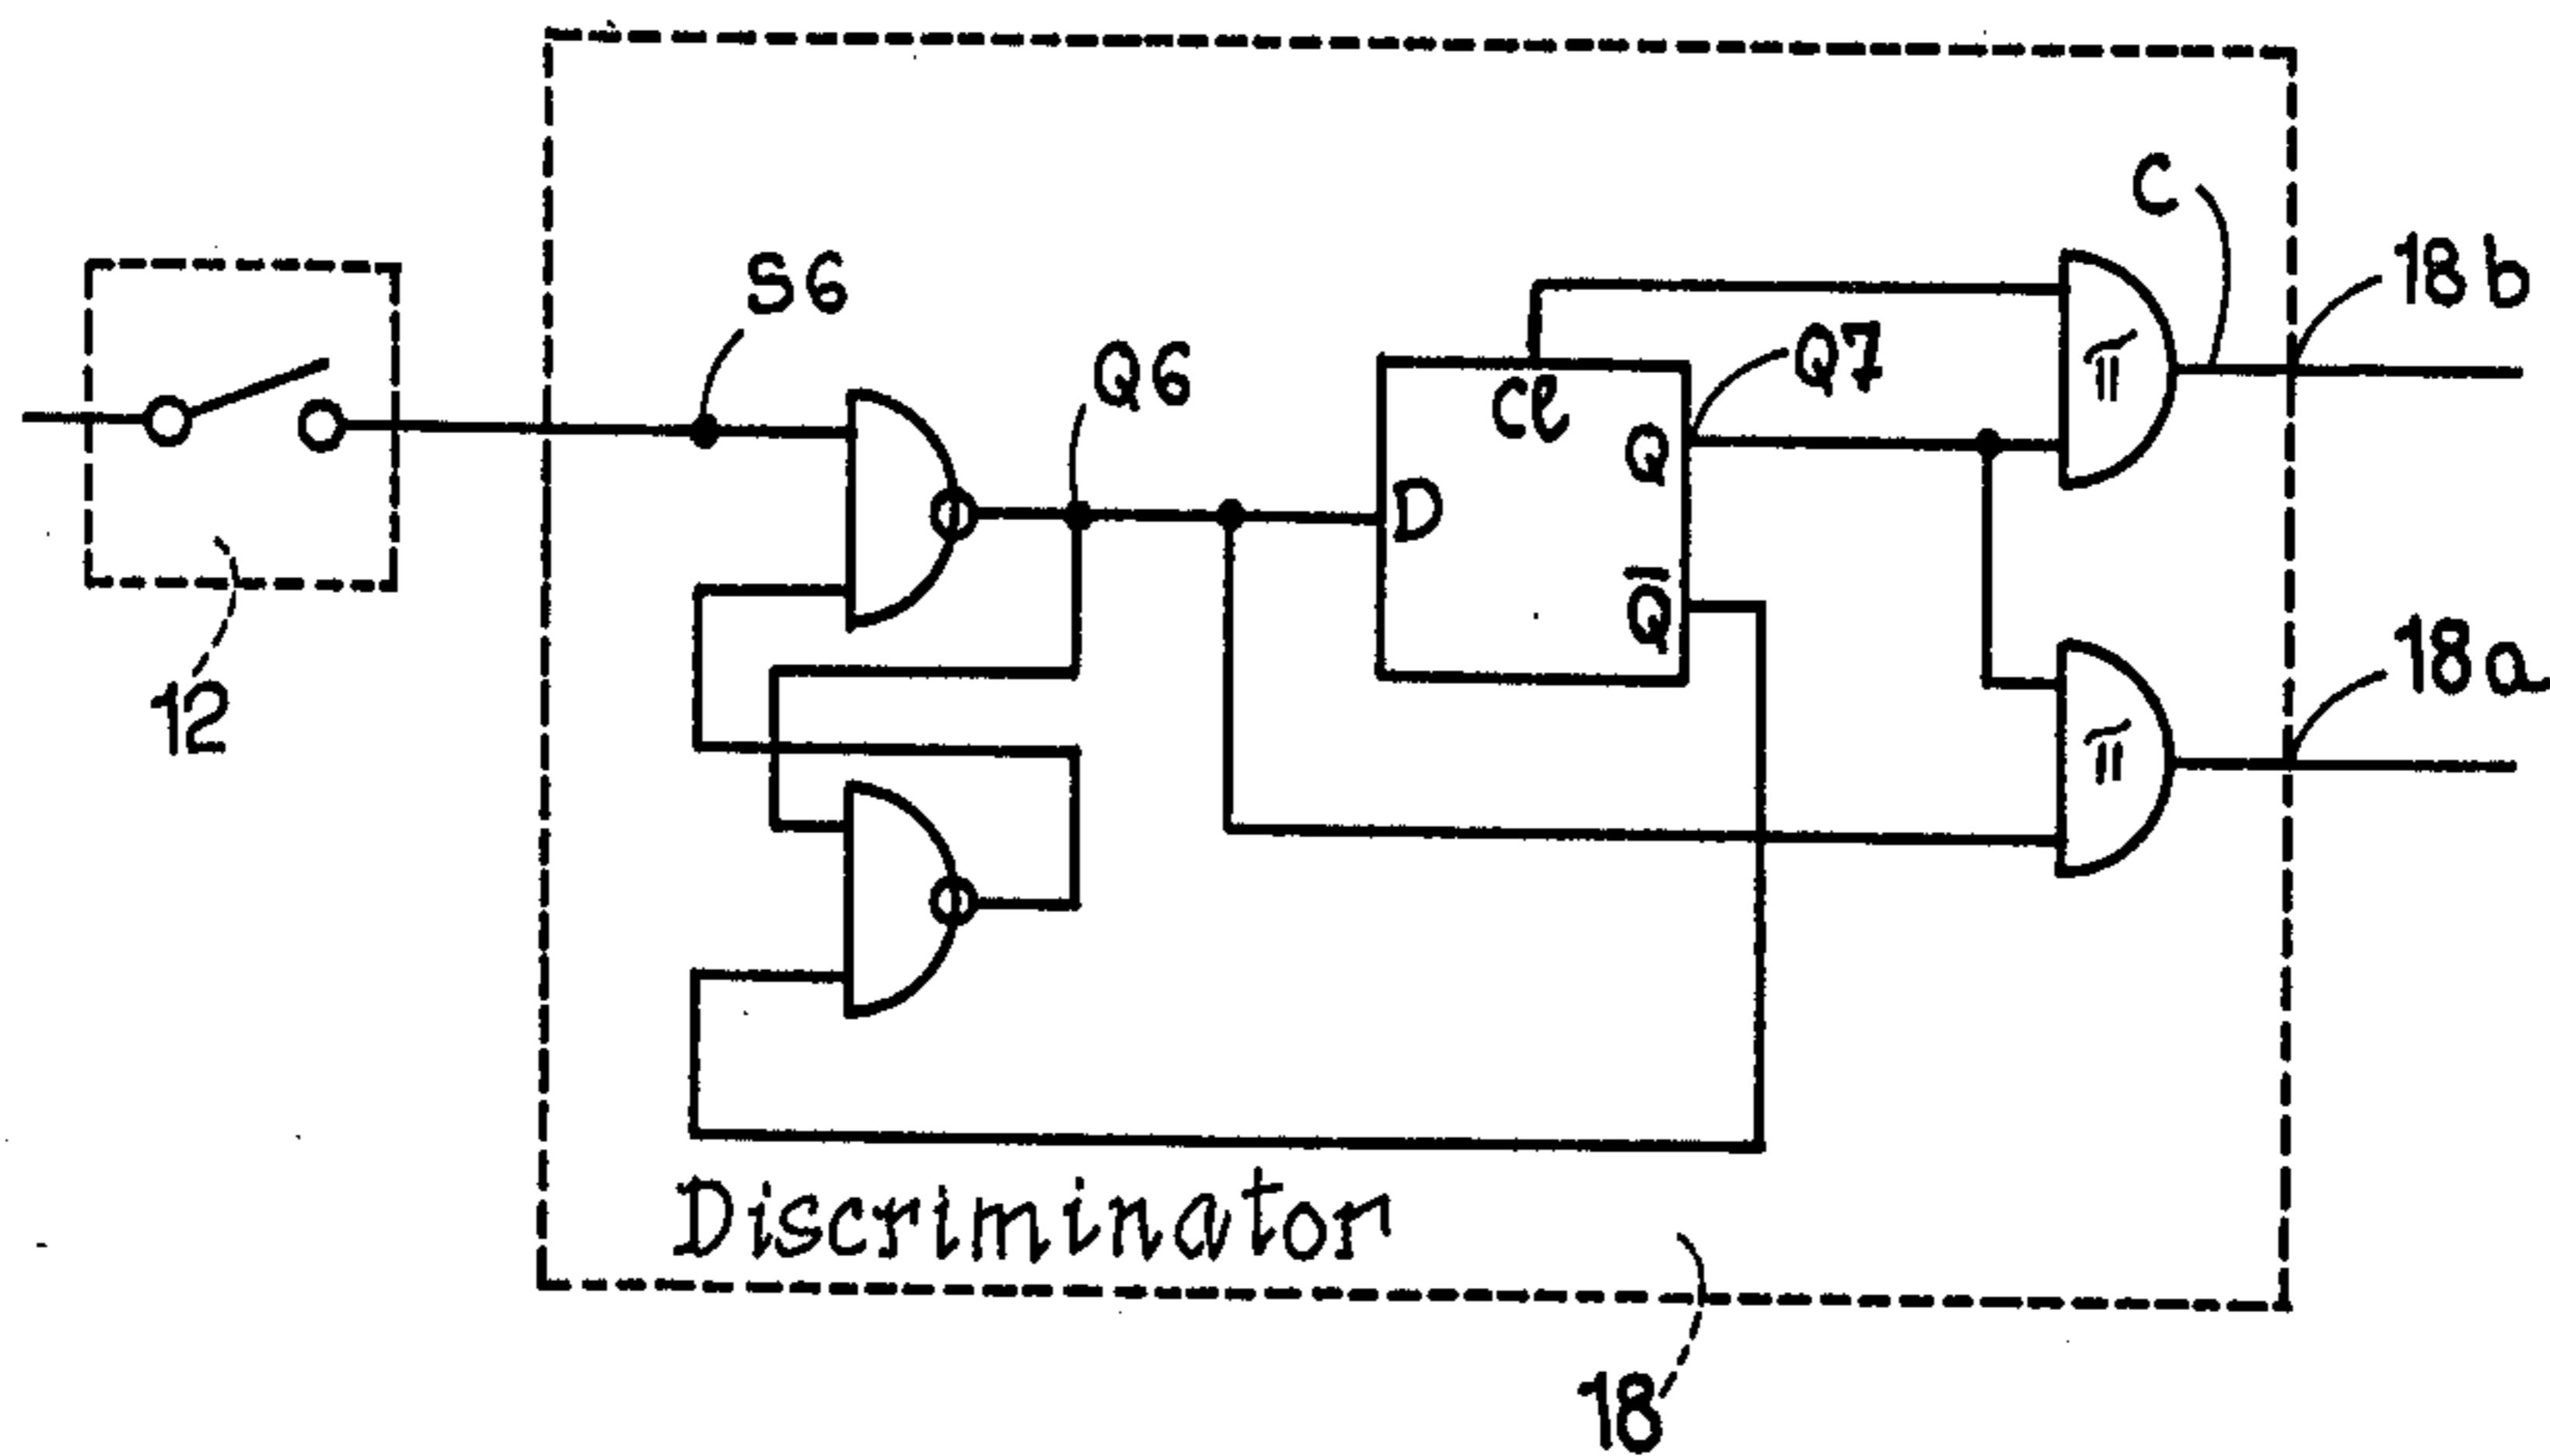 C
18b
S6
Q6
Q7
Cl
π
Q
D
Q̅
18a
π
12
Discriminator
18